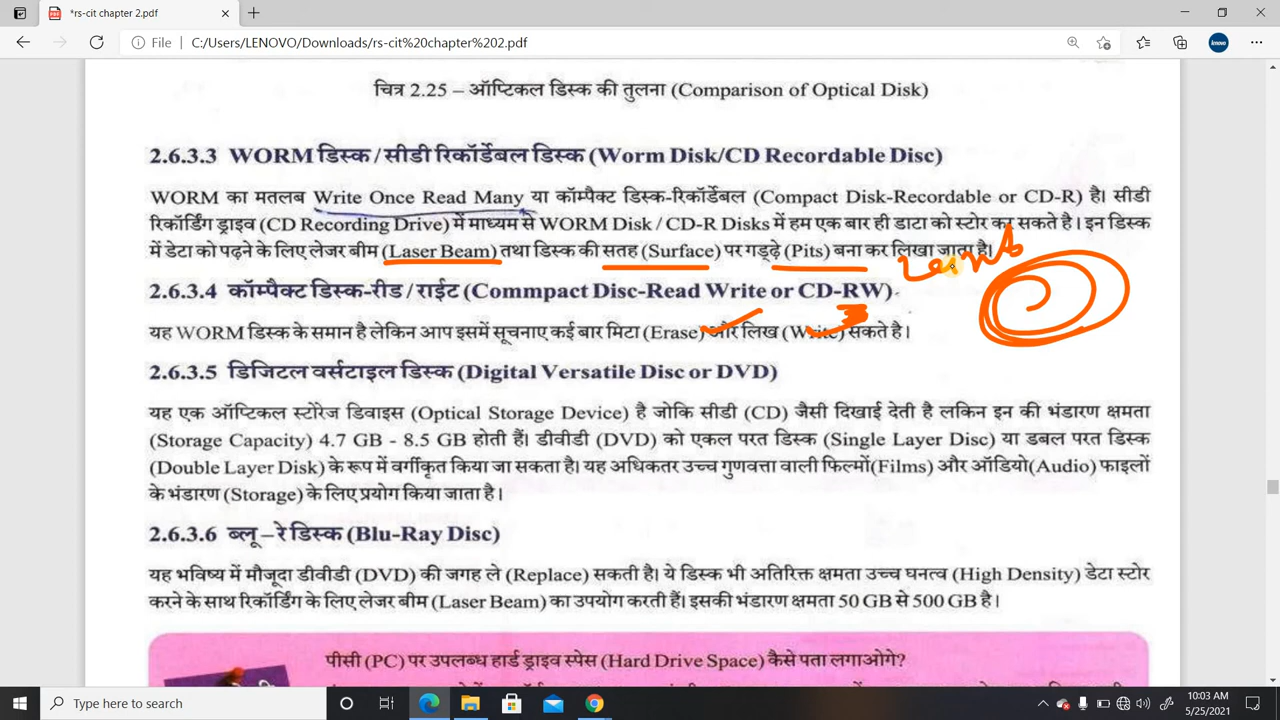 *rs-cit chapter 2.pdf
File C:/Users/LENOVO/Downloads/rs-cit%20chapter%202.pdf
चित्र 2.25 – ऑप्टिकल डिस्क की तुलना (Comparison of Optical Disk)
2.6.3.3 WORM डिस्क / सीडी रिकॉर्डेबल डिस्क (Worm Disk/CD Recordable Disc)
WORM का मतलब Write Once Read Many या कॉम्पैक्ट डिस्क-रिकॉर्डेबल (Compact Disk-Recordable or CD-R) है। सीडी
रिकॉर्डिंग ड्राइव (CD Recording Drive) में माध्यम से WORM Disk / CD-R Disks में हम एक बार ही डाटा को स्टोर कर सकते है। इन डिस्क
में डेटा को पढ़ने के लिए लेजर बीम (Laser Beam) तथा डिस्क की सतह (Surface) पर गड्ढ़े (Pits) बना कर लिखा जाता है।
2.6.3.4 कॉम्पैक्ट डिस्क-रीड / राईट (Commpact Disc-Read Write or CD-RW)
यह WORM डिस्क के समान है लेकिन आप इसमें सूचनाए कई बार मिटा (Erase) और लिख (Write) सकते है।
2.6.3.5 डिजिटल वर्सटाइल डिस्क (Digital Versatile Disc or DVD)
यह एक ऑप्टिकल स्टोरेज डिवाइस (Optical Storage Device) है जोकि सीडी (CD) जैसी दिखाई देती है लकिन इन की भंडारण क्षमता
(Storage Capacity) 4.7 GB - 8.5 GB होती हैं। डीवीडी (DVD) को एकल परत डिस्क (Single Layer Disc) या डबल परत डिस्क
(Double Layer Disk) के रूप में वर्गीकृत किया जा सकता है। यह अधिकतर उच्च गुणवत्ता वाली फिल्मों(Films) और ऑडियो(Audio) फाइलों
के भंडारण (Storage) के लिए प्रयोग किया जाता है।
2.6.3.6 ब्लू – रे डिस्क (Blu-Ray Disc)
यह भविष्य में मौजूदा डीवीडी (DVD) की जगह ले (Replace) सकती है। ये डिस्क भी अतिरिक्त क्षमता उच्च घनत्व (High Density) डेटा स्टोर
करने के साथ रिकॉर्डिंग के लिए लेजर बीम (Laser Beam) का उपयोग करती हैं। इसकी भंडारण क्षमता 50 GB से 500 GB है।
पीसी (PC) पर उपलब्ध हार्ड ड्राइव स्पेस (Hard Drive Space) कैसे पता लगाओगे?
Type here to search
10:03 AM
5/25/2021